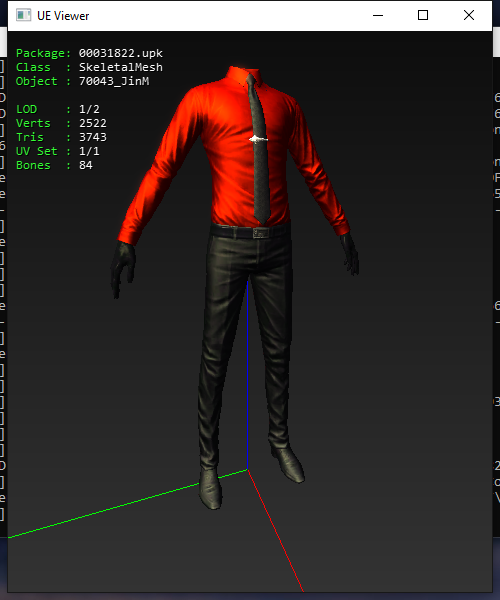 UE Viewer
Package: 00031822.upk
Class  : SkeletalMesh
Object : 70043_JinM
LOD    : 1/2
Verts  : 2522
Tris   : 3743
UV Set : 1/1
Bones  : 84